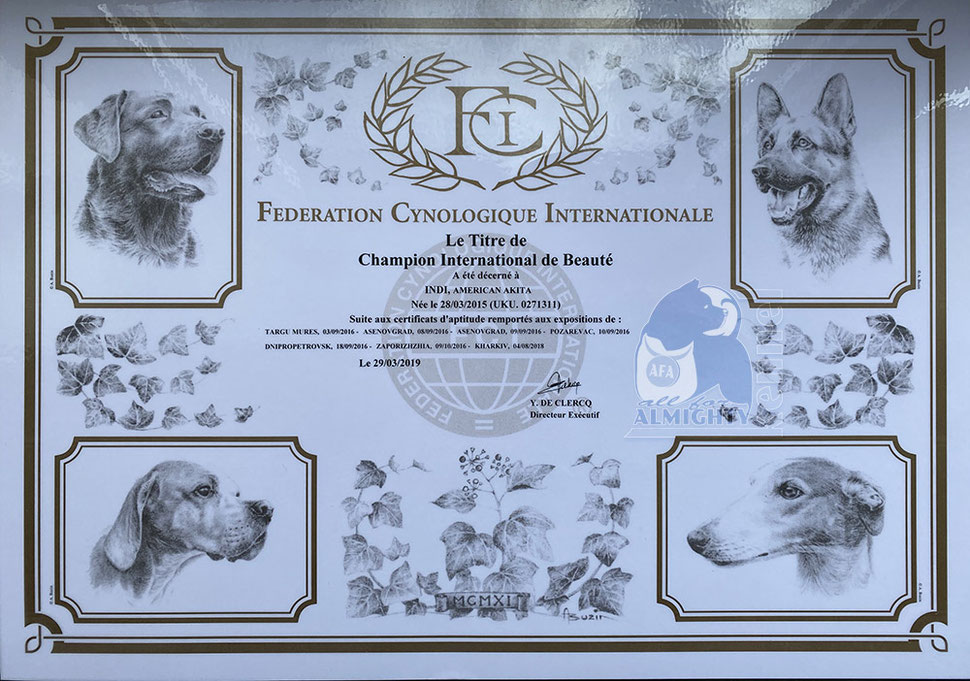 FCI
FEDERATION CYNOLOGIQUE INTERNATIONALE
Le Titre de
Champion International de Beauté
A été décerné à
INDI, AMERICAN AKITA
Née le 28/03/2015 (UKU. 0271311)
Suite aux certificats d'aptitude remportés aux expositions de :
TARGU MURES, 03/09/2016 - ASENOVGRAD, 08/09/2016 - ASENOVGRAD, 09/09/2016 - POZAREVAC, 10/09/2016
DNIPROPETROVSK, 18/09/2016 - ZAPORIZHZHIA, 09/10/2016 - KHARKIV, 04/08/2018
Le 29/03/2019
Y. DE CLERCQ
Directeur Exécutif
AFA
all for
ALMIGHTY
MCMXI